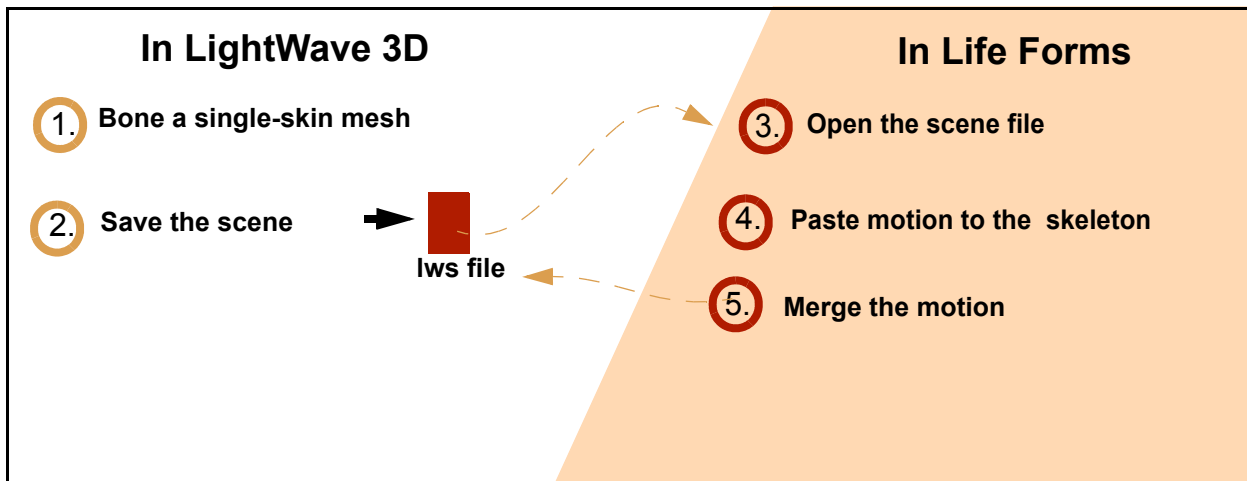 In LightWave 3D
1. Bone a single-skin mesh
2. Save the scene
lws file
In Life Forms
3. Open the scene file
4. Paste motion to the skeleton
5. Merge the motion